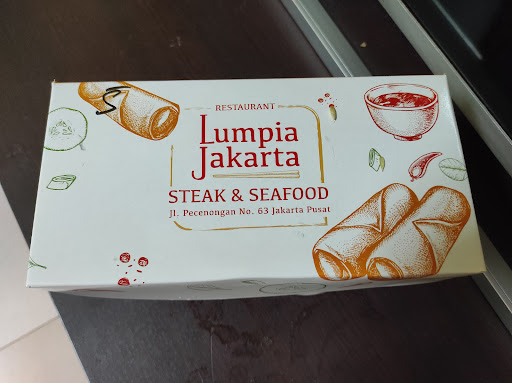 RESTAURANT
Lumpia
Jakarta
STEAK & SEAFOOD
Jl. Pecenongan No. 63 Jakarta Pusat